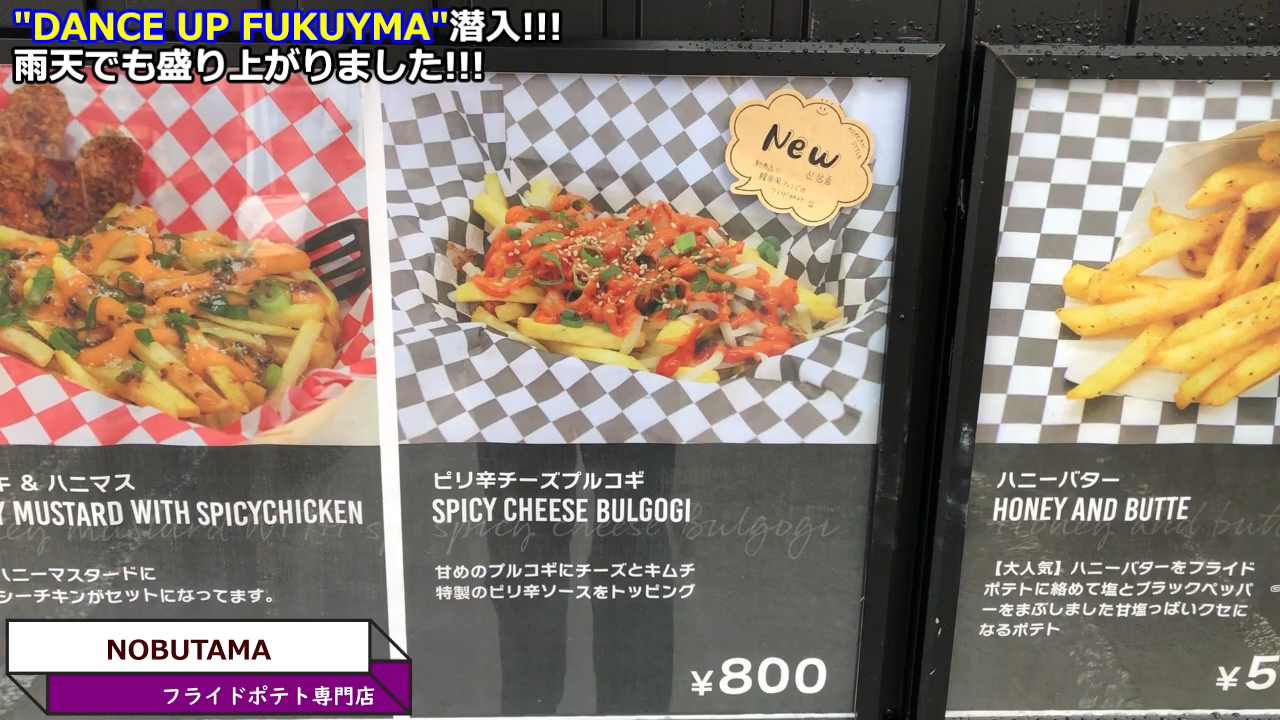 "DANCE UP FUKUYMA"潜入!!!
雨天でも盛り上がりました!!!
New
신상품
KOREAN STYLE
& ハニマス
MUSTARD WITH SPICYCHICKEN
ハニーマスタードに
シーチキンがセットになってます。
ピリ辛チーズプルコギ
SPICY CHEESE BULGOGI
spicy cheese Bulgogi
甘めのプルコギにチーズとキムチ
特製のピリ辛ソースをトッピング
¥800
ハニーバター
HONEY AND BUTTE
【大人気】ハニーバターをフライド
ポテトに絡めて塩とブラックペッパ
ーをまぶしました甘塩っぱいクセに
なるポテト
¥5
NOBUTAMA
フライドポテト専門店